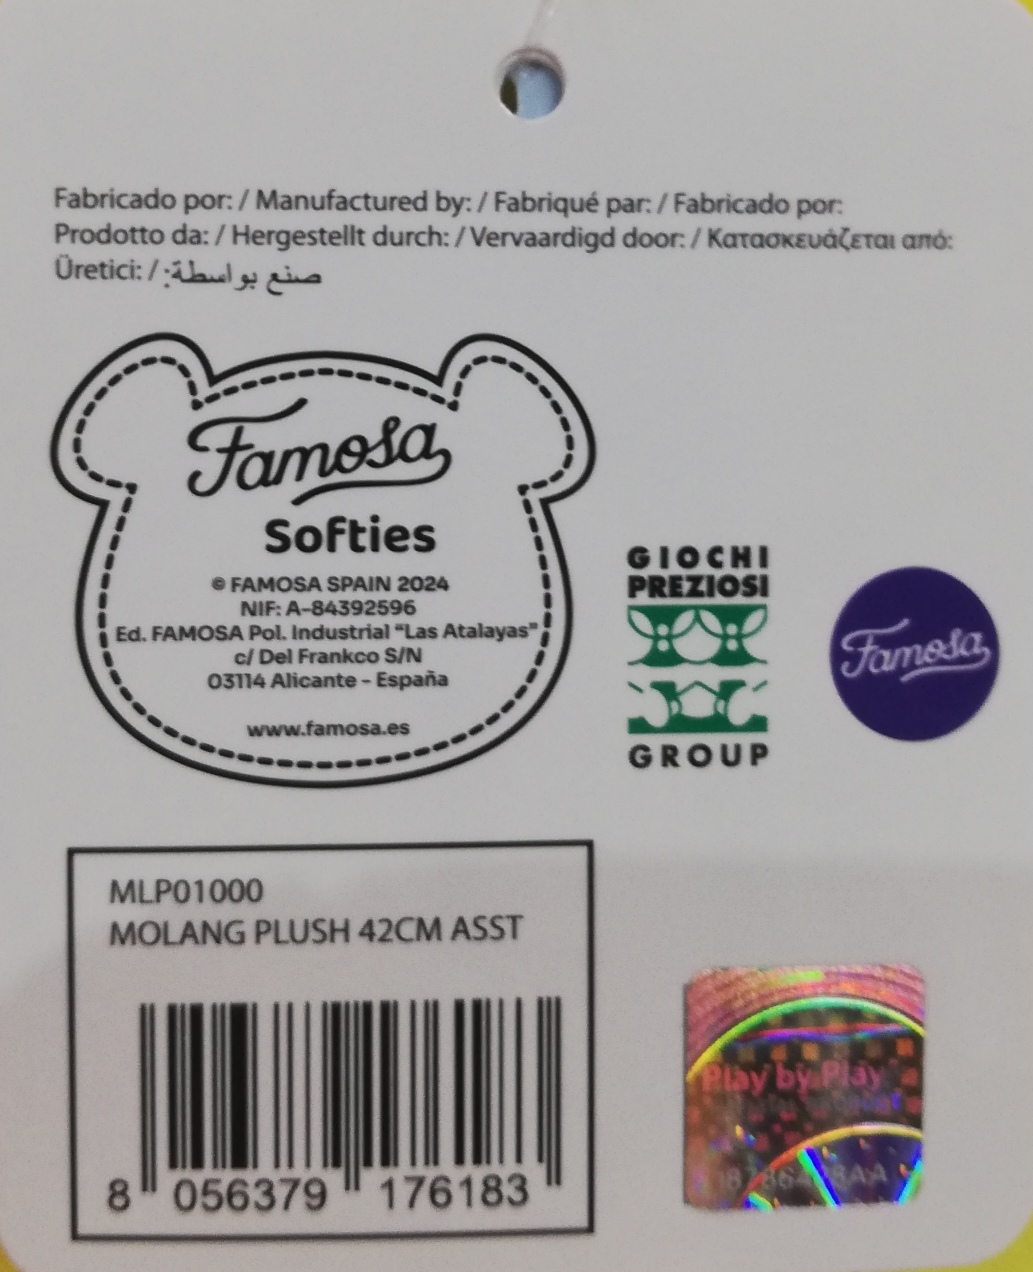 Fabricado por: / Manufactured by: / Fabriqué par: / Fabricado por:
Prodotto da: / Hergestellt durch: / Vervaardigd door: / Κατασκευάζεται από:
Üretici: / صنع بواسطة:
Famosa
Softies
© FAMOSA SPAIN 2024
NIF: A-84392596
Ed. FAMOSA Pol. Industrial “Las Atalayas”
c/ Del Frankco S/N
03114 Alicante - España
www.famosa.es
GIOCHI
PREZIOSI
GROUP
Famosa
MLP01000
MOLANG PLUSH 42CM ASST
8 056379 176183
Play by Play